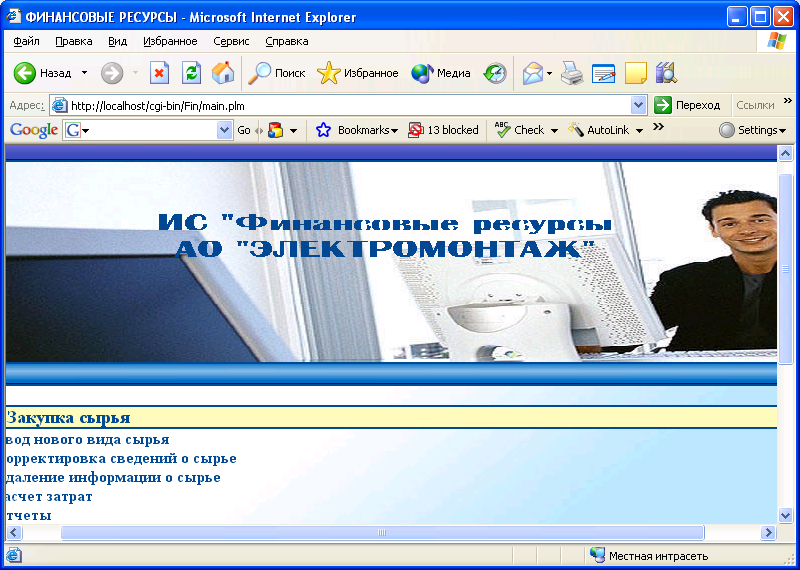 ФИНАНСОВЫЕ РЕСУРСЫ - Microsoft Internet Explorer
Файл Правка Вид Избранное Сервис Справка
Назад Поиск Избранное Медиа
Адрес: http://localhost/cgi-bin/Fin/main.plm Переход Ссылки »
Google G Go Bookmarks 13 blocked ABC Check AutoLink » Settings
ИС "Финансовые ресурсы
АО "ЭЛЕКТРОМОНТАЖ"
Закупка сырья
вод нового вида сырья
орректировка сведений о сырье
даление информации о сырье
асчет затрат
тчеты
Местная интрасеть